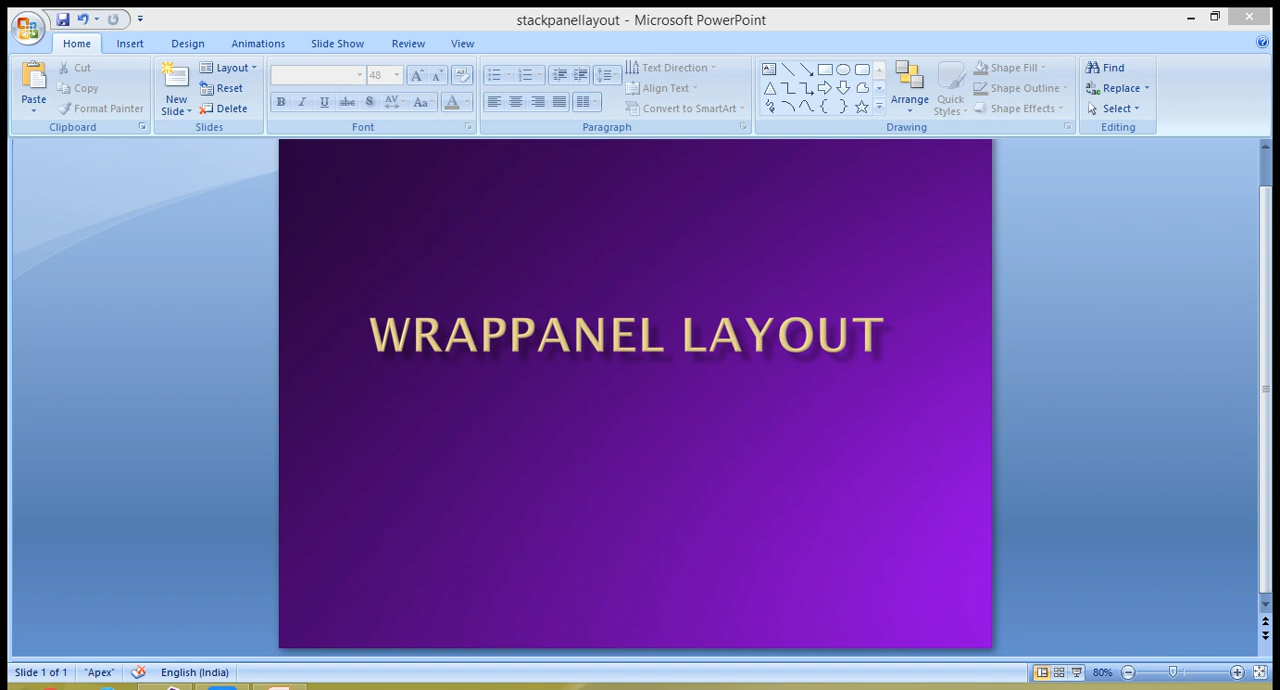 stackpanellayout - Microsoft PowerPoint
Home Insert Design Animations Slide Show Review View
Paste
Cut
Copy
Format Painter
Clipboard
New Slide
Layout
Reset
Delete
Slides
48
B I U abc S AV Aa A
Font
Text Direction
Align Text
Convert to SmartArt
Paragraph
Arrange
Quick Styles
Shape Fill
Shape Outline
Shape Effects
Drawing
Find
Replace
Select
Editing
WRAPPANEL LAYOUT
Slide 1 of 1 "Apex" English (India) 80%